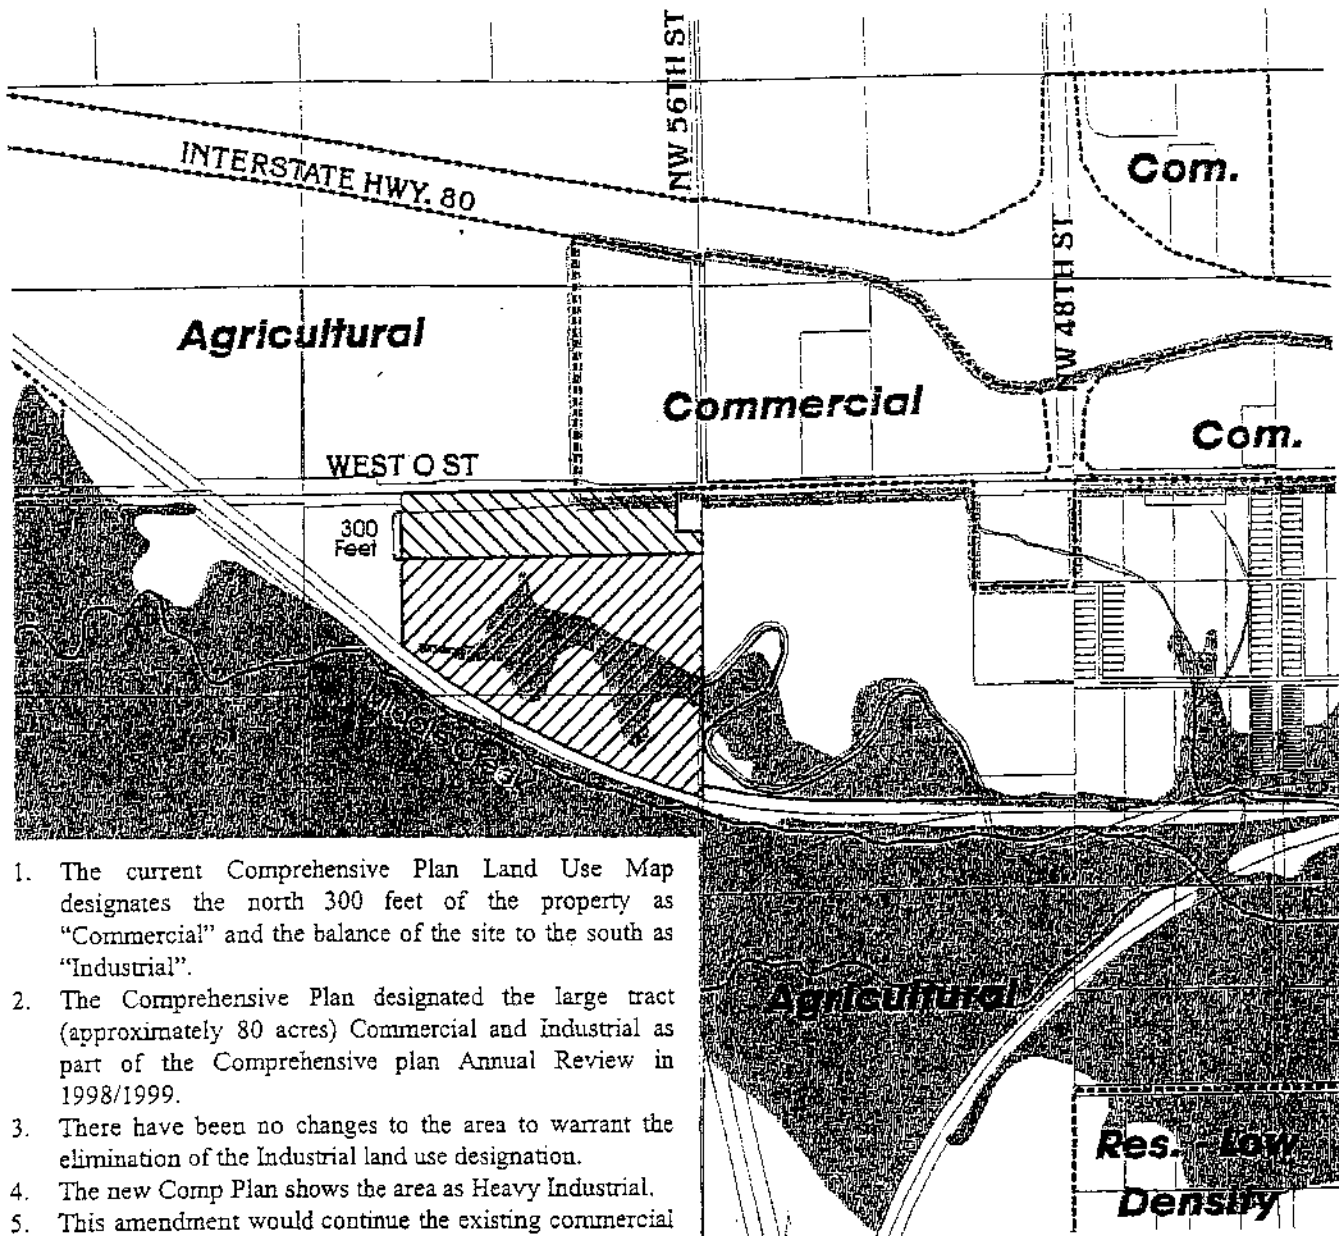 NW 56TH ST
INTERSTATE HWY. 80
Com.
NW 48TH ST
Agricultural
Commercial
Com.
WEST O ST
300
Feet
1. The current Comprehensive Plan Land Use Map
designates the north 300 feet of the property as
“Commercial” and the balance of the site to the south as
“Industrial”.
2. The Comprehensive Plan designated the large tract
(approximately 80 acres) Commercial and Industrial as
part of the Comprehensive plan Annual Review in
1998/1999.
3. There have been no changes to the area to warrant the
elimination of the Industrial land use designation.
4. The new Comp Plan shows the area as Heavy Industrial.
5. This amendment would continue the existing commercial
Agricultural
Res. - Low
Density